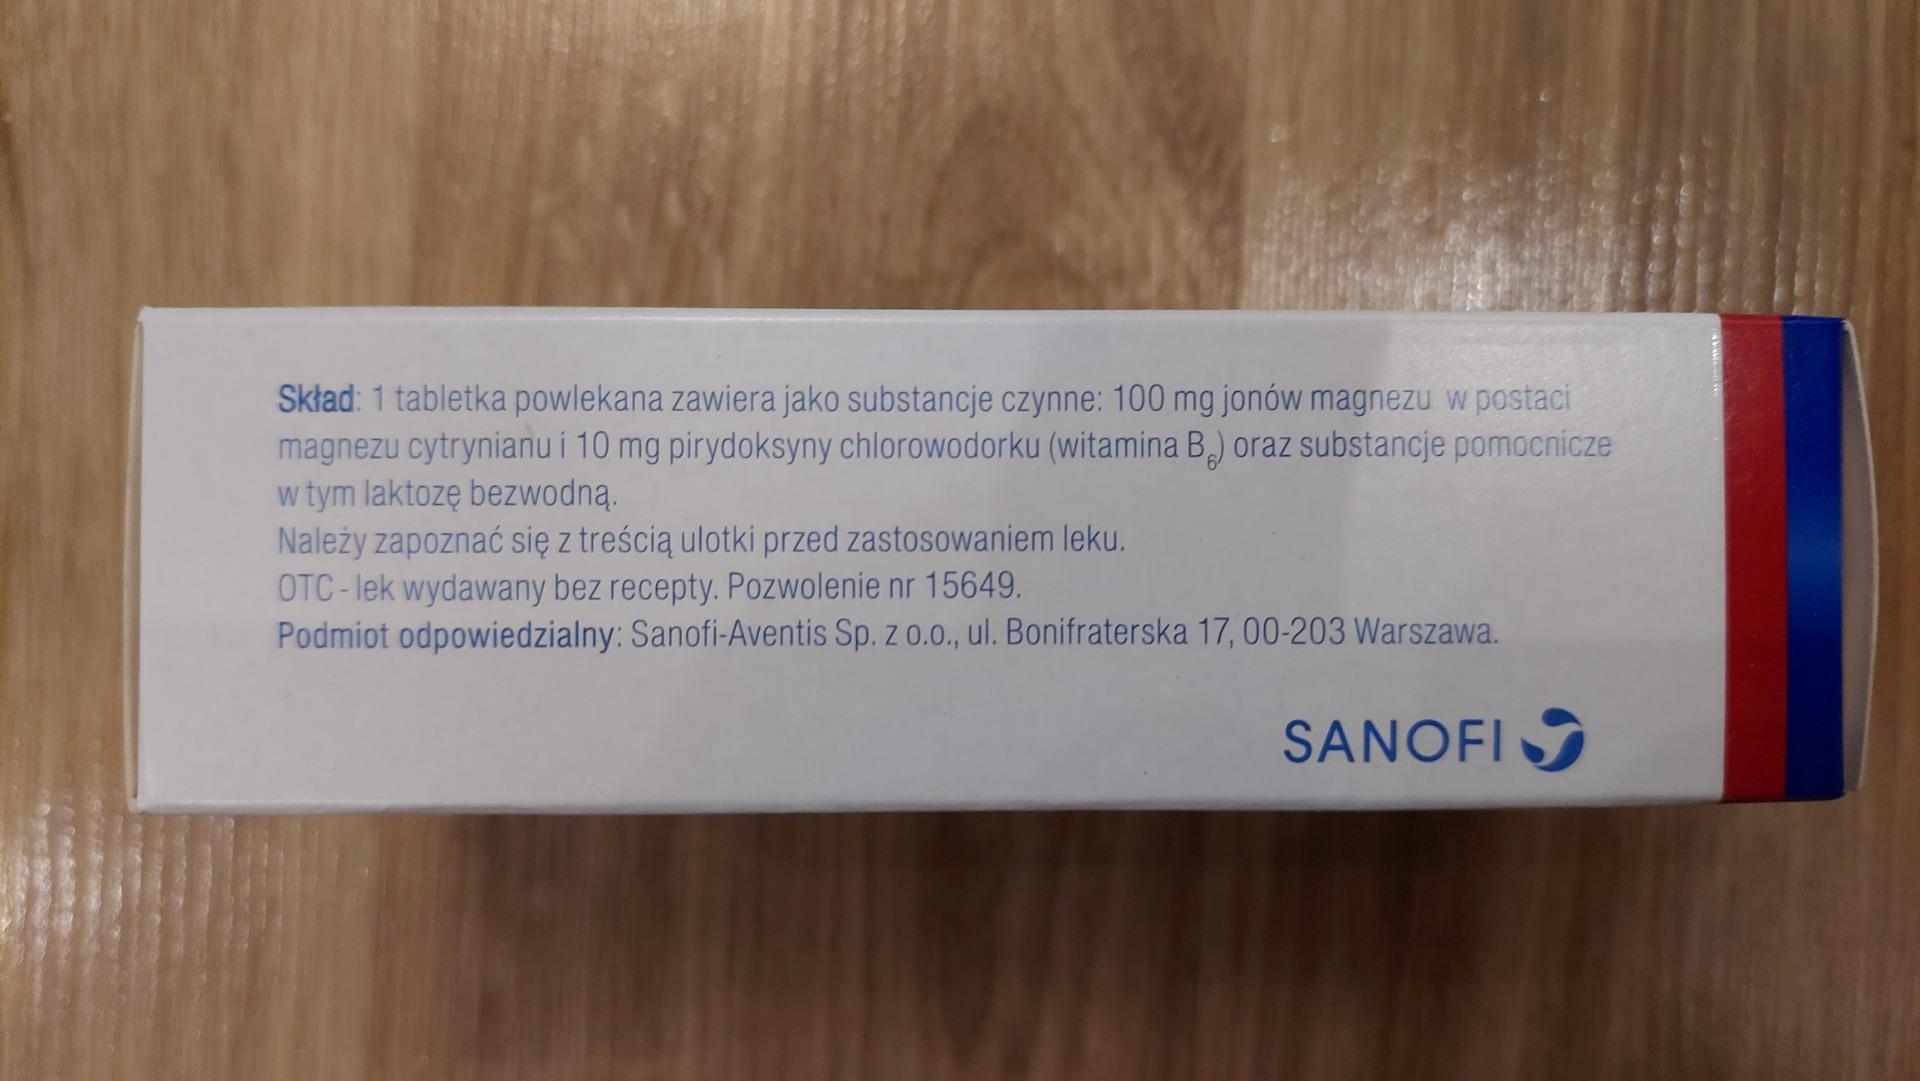 Skład: 1 tabletka powlekana zawiera jako substancje czynne: 100 mg jonów magnezu w postaci
magnezu cytrynianu i 10 mg pirydoksyny chlorowodorku (witamina B₆) oraz substancje pomocnicze
w tym laktozę bezwodną.
Należy zapoznać się z treścią ulotki przed zastosowaniem leku.
OTC - lek wydawany bez recepty. Pozwolenie nr 15649.
Podmiot odpowiedzialny: Sanofi-Aventis Sp. z o.o., ul. Bonifraterska 17, 00-203 Warszawa.
SANOFI